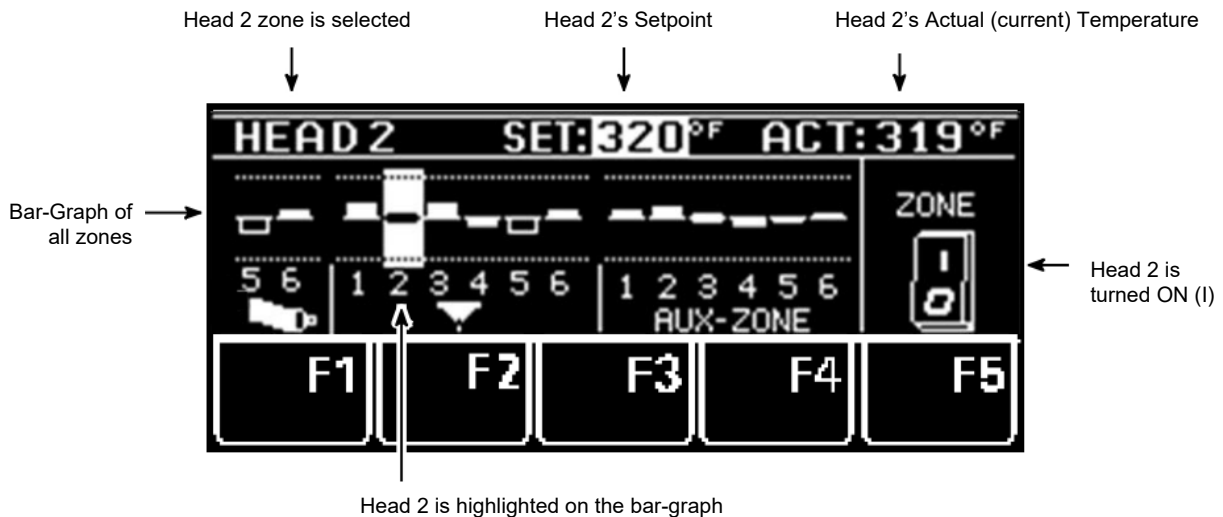 Head 2 zone is selected
Head 2’s Setpoint
Head 2’s Actual (current) Temperature
HEAD 2 SET:320°F ACT:319°F
Bar-Graph of
all zones
ZONE
I
0
Head 2 is
turned ON (I)
5 6 1 2 3 4 5 6 1 2 3 4 5 6
AUX-ZONE
F1 F2 F3 F4 F5
Head 2 is highlighted on the bar-graph